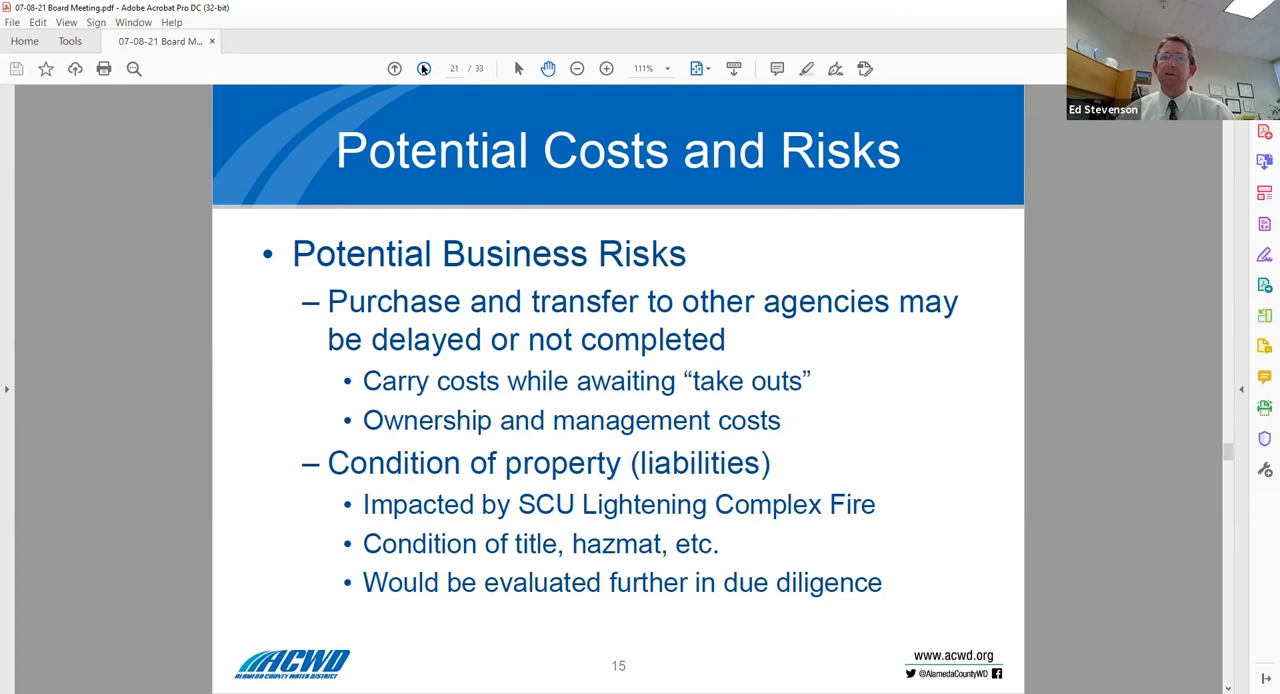 07-08-21 Board Meeting.pdf - Adobe Acrobat Pro DC (32-bit)
File Edit View Sign Window Help
Home Tools 07-08-21 Board M... ×
21 / 33 111%
Ed Stevenson
Potential Costs and Risks
• Potential Business Risks
– Purchase and transfer to other agencies may
be delayed or not completed
• Carry costs while awaiting “take outs”
• Ownership and management costs
– Condition of property (liabilities)
• Impacted by SCU Lightening Complex Fire
• Condition of title, hazmat, etc.
• Would be evaluated further in due diligence
ACWD
ALAMEDA COUNTY WATER DISTRICT
15
www.acwd.org
@AlamedaCountyWD